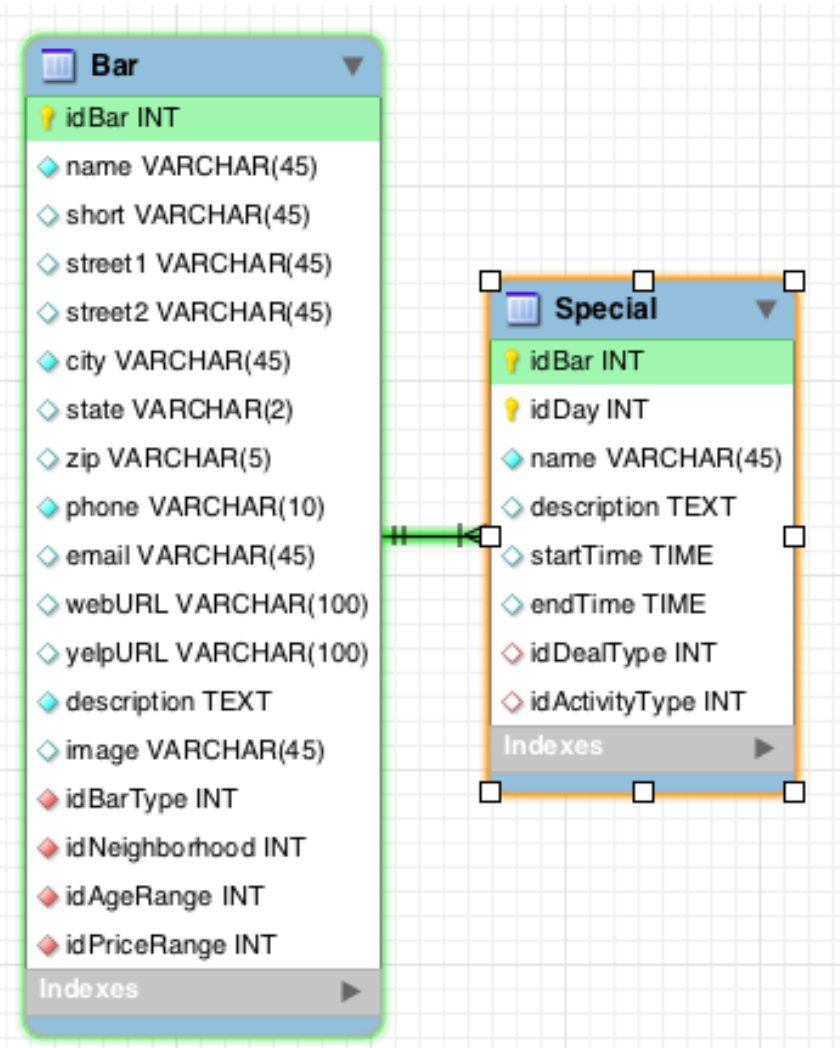 Bar
idBar INT
name VARCHAR(45)
short VARCHAR(45)
street1 VARCHAR(45)
street2 VARCHAR(45)
city VARCHAR(45)
state VARCHAR(2)
zip VARCHAR(5)
phone VARCHAR(10)
email VARCHAR(45)
webURL VARCHAR(100)
yelpURL VARCHAR(100)
description TEXT
image VARCHAR(45)
idBarType INT
idNeighborhood INT
idAgeRange INT
idPriceRange INT
Indexes
Special
idBar INT
idDay INT
name VARCHAR(45)
description TEXT
startTime TIME
endTime TIME
idDealType INT
idActivityType INT
Indexes